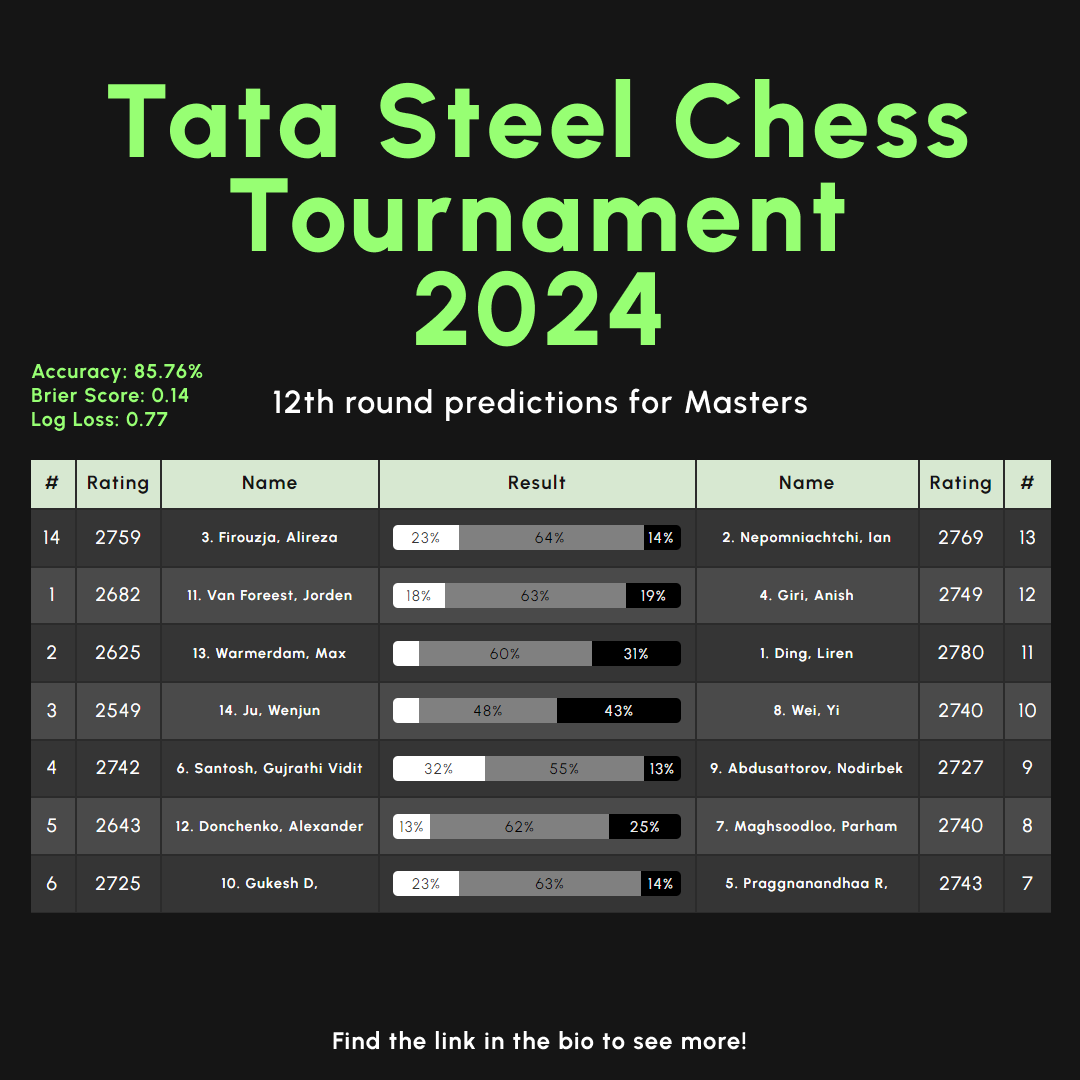 Tata Steel Chess
Tournament
2024
Accuracy: 85.76%
Brier Score: 0.14
Log Loss: 0.77
12th round predictions for Masters
# Rating Name Result Name Rating #
14 2759 3. Firouzja, Alireza 23% 64% 14% 2. Nepomniachtchi, Ian 2769 13
1 2682 11. Van Foreest, Jorden 18% 63% 19% 4. Giri, Anish 2749 12
2 2625 13. Warmerdam, Max 60% 31% 1. Ding, Liren 2780 11
3 2549 14. Ju, Wenjun 48% 43% 8. Wei, Yi 2740 10
4 2742 6. Santosh, Gujrathi Vidit 32% 55% 13% 9. Abdusattorov, Nodirbek 2727 9
5 2643 12. Donchenko, Alexander 13% 62% 25% 7. Maghsoodloo, Parham 2740 8
6 2725 10. Gukesh D, 23% 63% 14% 5. Praggnanandhaa R, 2743 7
Find the link in the bio to see more!